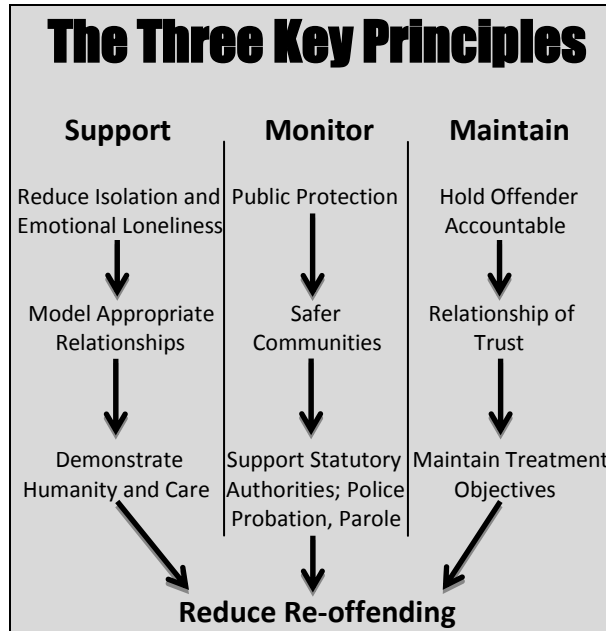 The Three Key Principles
Support
Reduce Isolation and
Emotional Loneliness
Model Appropriate
Relationships
Demonstrate
Humanity and Care
Monitor
Public Protection
Safer
Communities
Support Statutory
Authorities; Police
Probation, Parole
Maintain
Hold Offender
Accountable
Relationship of
Trust
Maintain Treatment
Objectives
Reduce Re-offending